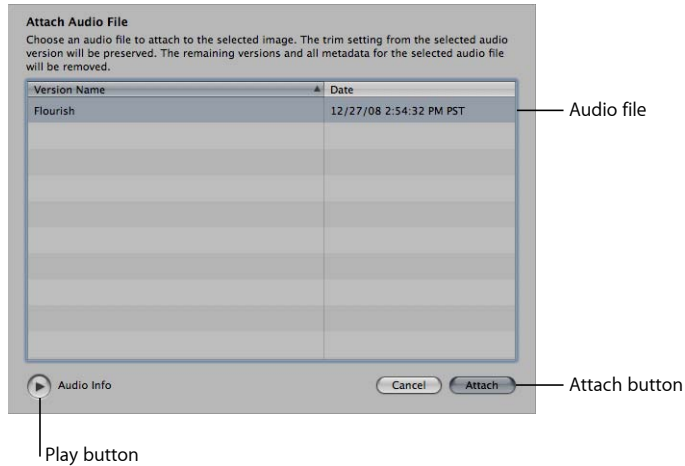 Attach Audio File
Choose an audio file to attach to the selected image. The trim setting from the selected audio
version will be preserved. The remaining versions and all metadata for the selected audio file
will be removed.
Version Name Date
Flourish 12/27/08 2:54:32 PM PST
Audio file
Audio Info Cancel Attach
Attach button
Play button